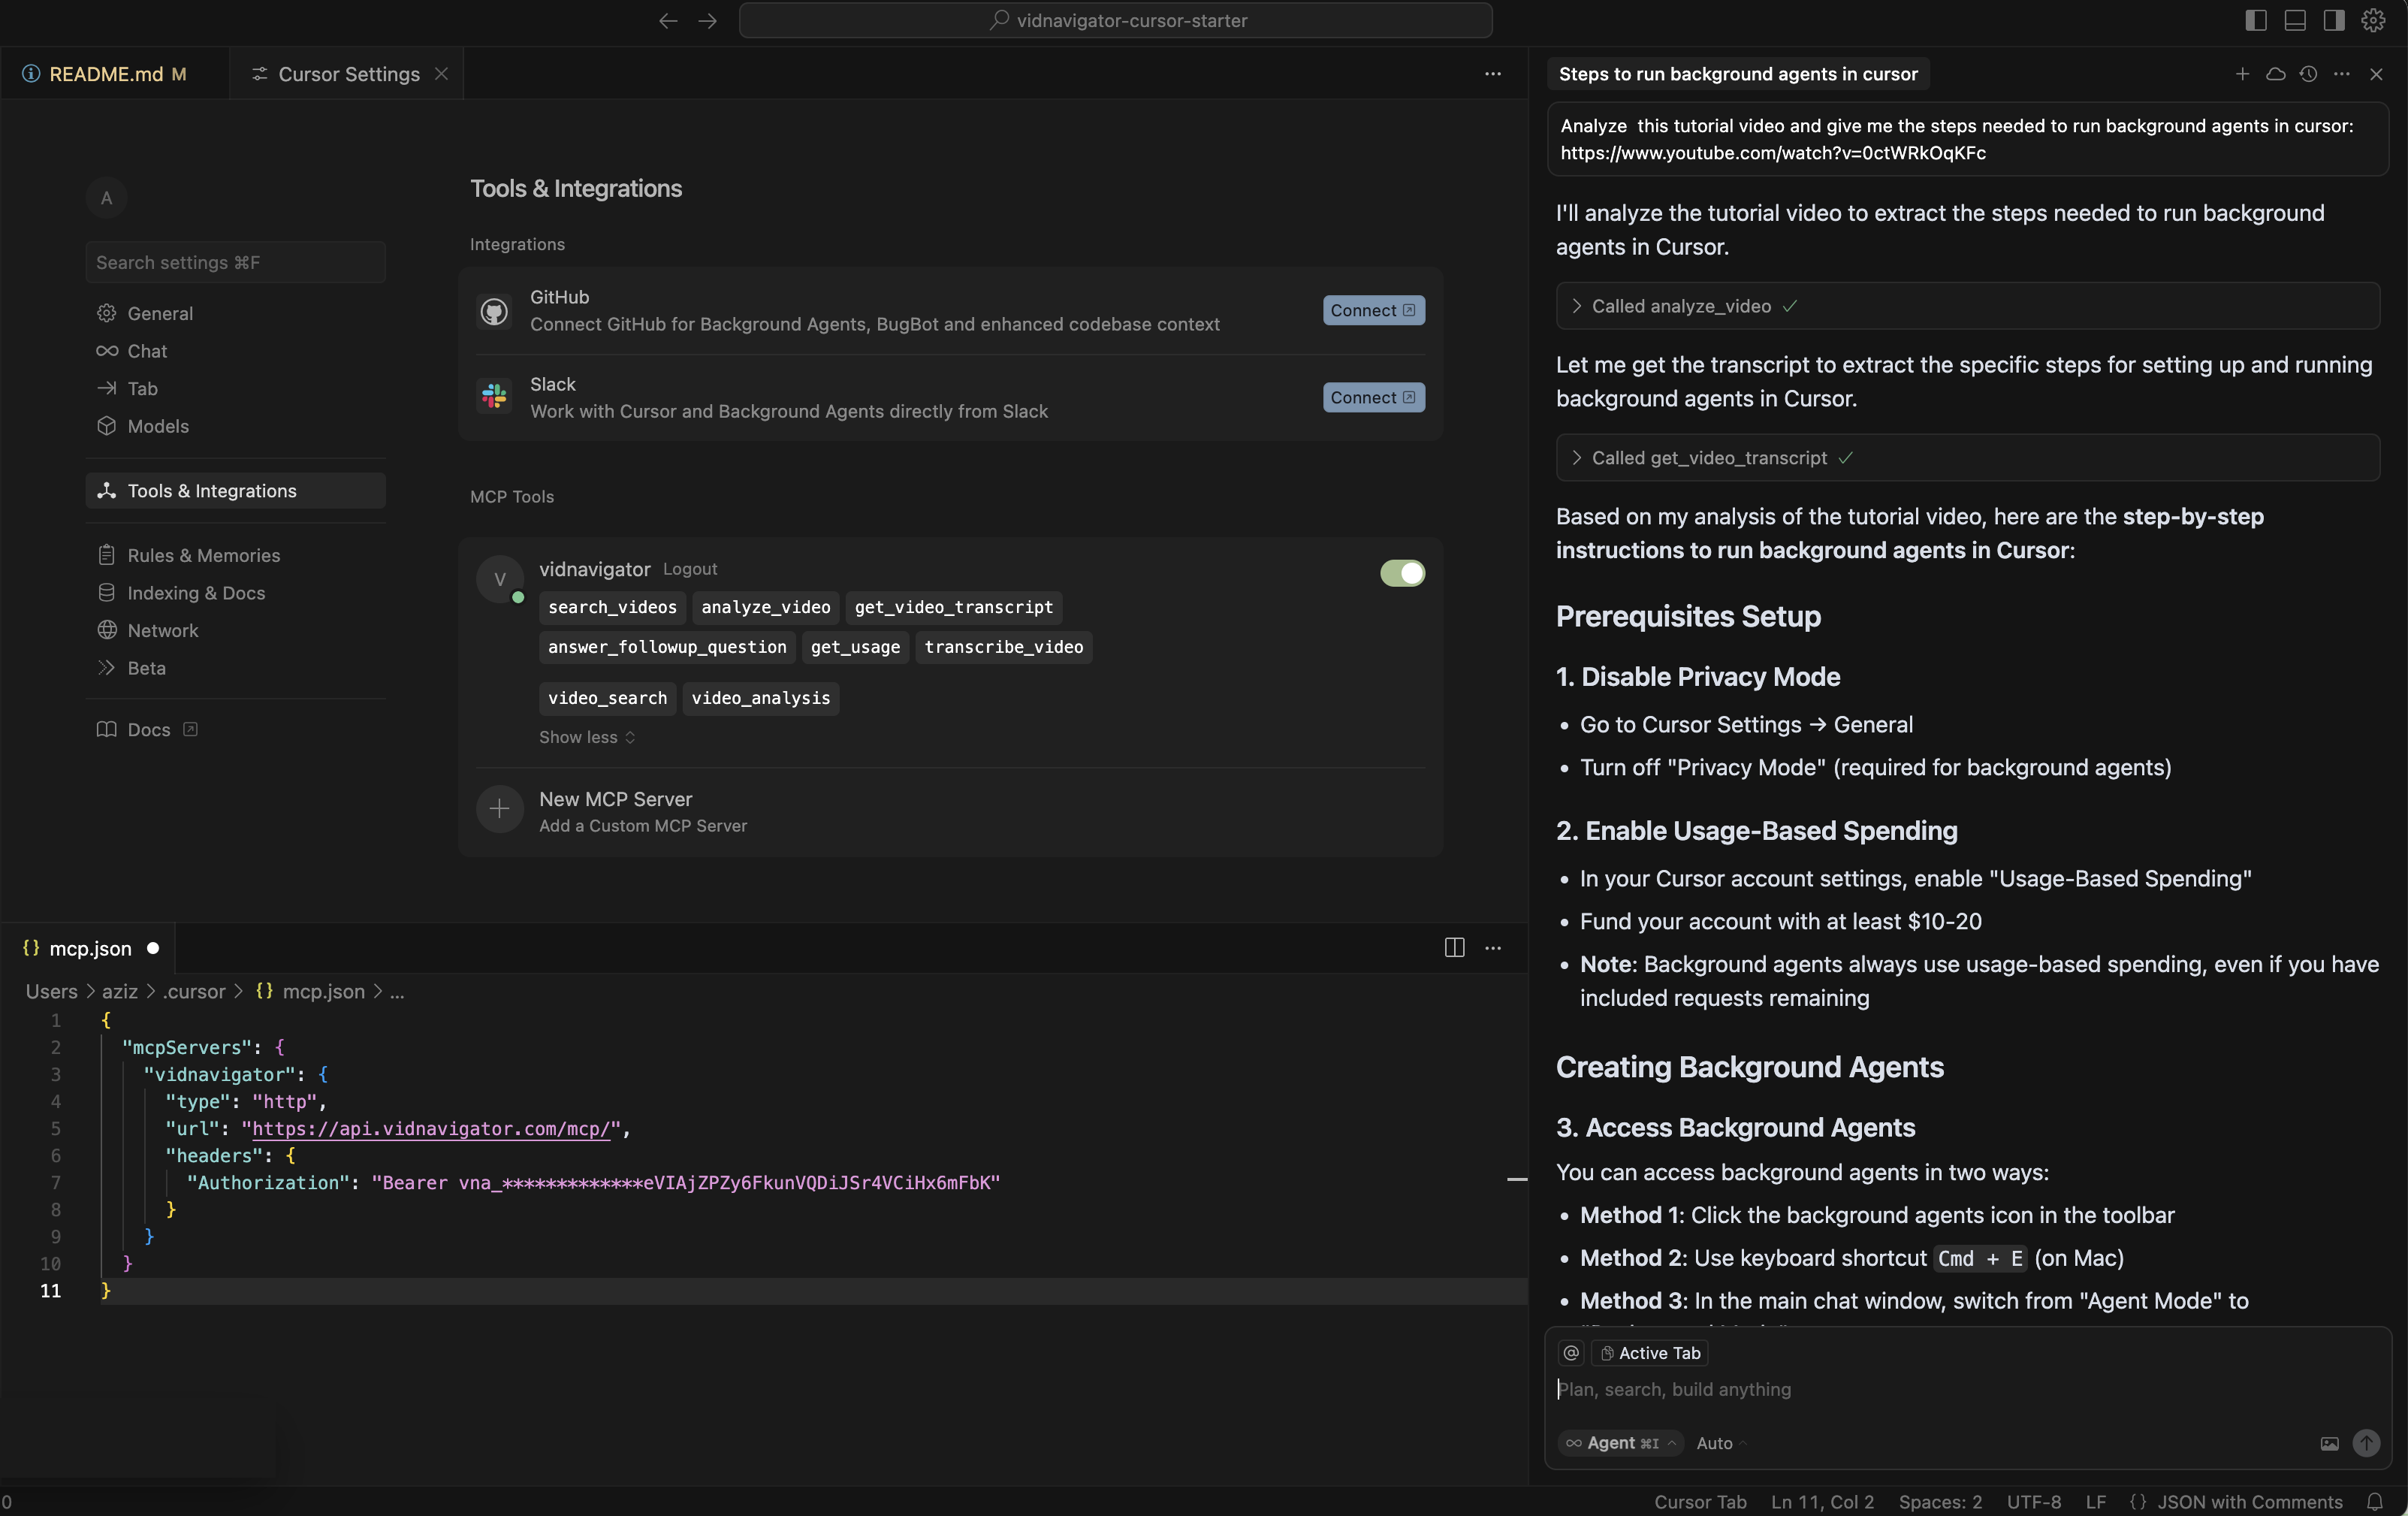 vidnavigator-cursor-starter
README.md M
Cursor Settings
A
Search settings ⌘F
General
Chat
Tab
Models
Tools & Integrations
Rules & Memories
Indexing & Docs
Network
Beta
Docs
Tools & Integrations
Integrations
GitHub
Connect GitHub for Background Agents, BugBot and enhanced codebase context
Connect
Slack
Work with Cursor and Background Agents directly from Slack
Connect
MCP Tools
V
vidnavigator Logout
search_videos analyze_video get_video_transcript
answer_followup_question get_usage transcribe_video
video_search video_analysis
Show less
New MCP Server
Add a Custom MCP Server
{} mcp.json
Users > aziz > .cursor > {} mcp.json > ...
1 {
2 "mcpServers": {
3 "vidnavigator": {
4 "type": "http",
5 "url": "https://api.vidnavigator.com/mcp/",
6 "headers": {
7 "Authorization": "Bearer vna_*************eVIAjZPZy6FkunVQDiJSr4VCiHx6mFbK"
8 }
9 }
10 }
11 }
Steps to run background agents in cursor
Analyze this tutorial video and give me the steps needed to run background agents in cursor:
https://www.youtube.com/watch?v=0ctWRkOqKFc
I'll analyze the tutorial video to extract the steps needed to run background
agents in Cursor.
Called analyze_video
Let me get the transcript to extract the specific steps for setting up and running
background agents in Cursor.
Called get_video_transcript
Based on my analysis of the tutorial video, here are the step-by-step
instructions to run background agents in Cursor:
Prerequisites Setup
1. Disable Privacy Mode
• Go to Cursor Settings → General
• Turn off "Privacy Mode" (required for background agents)
2. Enable Usage-Based Spending
• In your Cursor account settings, enable "Usage-Based Spending"
• Fund your account with at least $10-20
• Note: Background agents always use usage-based spending, even if you have
included requests remaining
Creating Background Agents
3. Access Background Agents
You can access background agents in two ways:
• Method 1: Click the background agents icon in the toolbar
• Method 2: Use keyboard shortcut Cmd + E (on Mac)
• Method 3: In the main chat window, switch from "Agent Mode" to
@ Active Tab
Plan, search, build anything
Agent ⌘I Auto
0
Cursor Tab Ln 11, Col 2 Spaces: 2 UTF-8 LF {} JSON with Comments